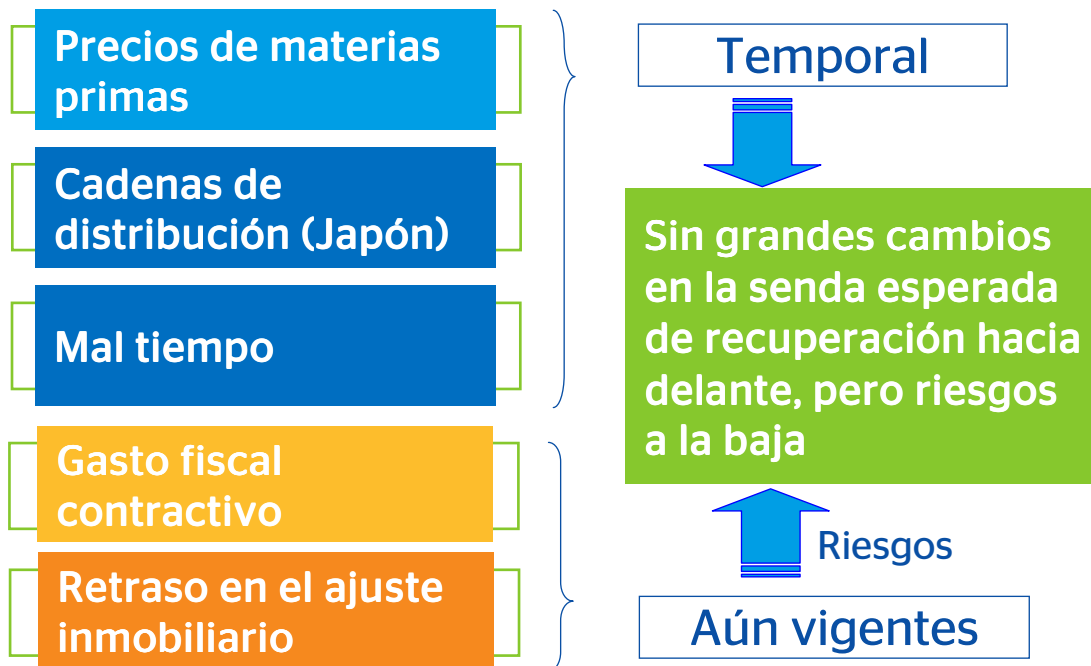 Precios de materias
primas
Cadenas de
distribución (Japón)
Mal tiempo
Gasto fiscal
contractivo
Retraso en el ajuste
inmobiliario
Temporal
Sin grandes cambios
en la senda esperada
de recuperación hacia
delante, pero riesgos
a la baja
Riesgos
Aún vigentes